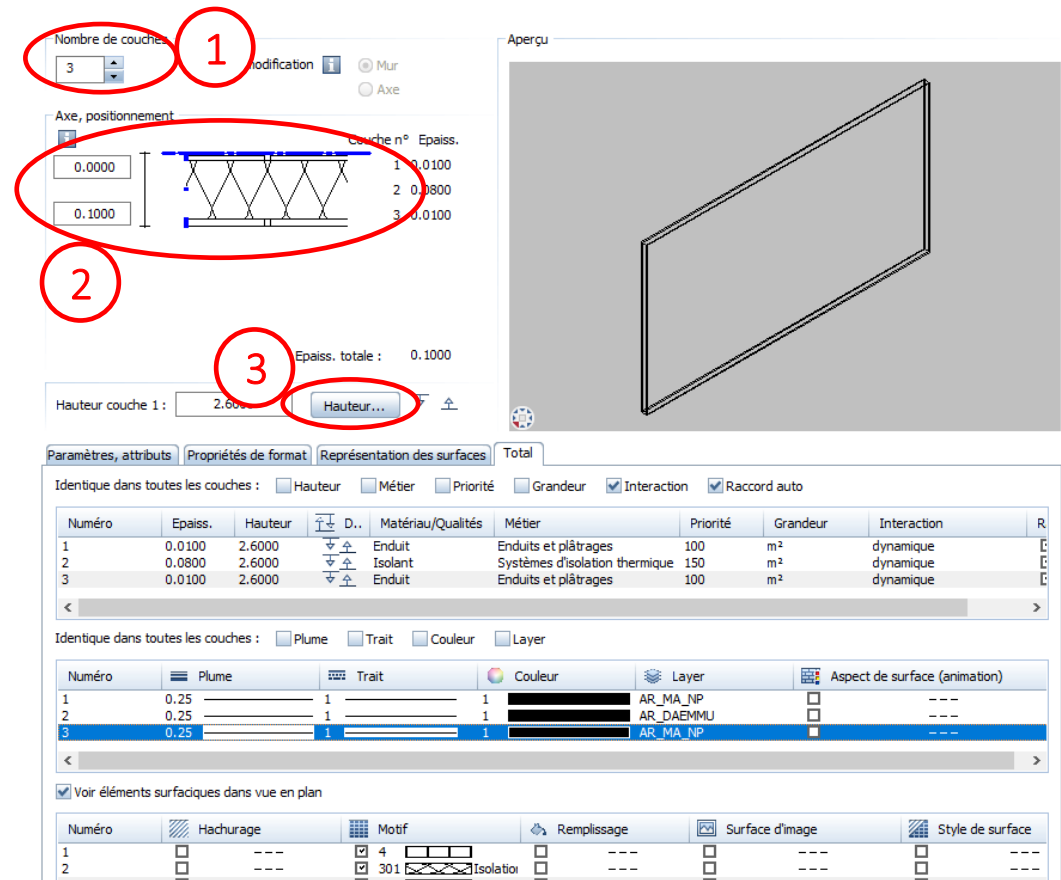 Nombre de couches
1
Aperçu
3
modification
Mur
Axe
Axe, positionnement
Couche n° Epaiss.
0.0000
1 0.0100
2 0.0800
0.1000
3 0.0100
2
Epaiss. totale : 0.1000
3
Hauteur couche 1 : 2.6000 Hauteur...
Paramètres, attributs Propriétés de format Représentation des surfaces Total
Identique dans toutes les couches : Hauteur Métier Priorité Grandeur Interaction Raccord auto
Numéro Epaiss. Hauteur D.. Matériau/Qualités Métier Priorité Grandeur Interaction R
1 0.0100 2.6000 Enduit Enduits et plâtrages 100 m² dynamique
2 0.0800 2.6000 Isolant Systèmes d'isolation thermique 150 m² dynamique
3 0.0100 2.6000 Enduit Enduits et plâtrages 100 m² dynamique
Identique dans toutes les couches : Plume Trait Couleur Layer
Numéro Plume Trait Couleur Layer Aspect de surface (animation)
1 0.25 1 1 AR_MA_NP ---
2 0.25 1 1 AR_DAEMMU ---
3 0.25 1 1 AR_MA_NP ---
Voir éléments surfaciques dans vue en plan
Numéro Hachurage Motif Remplissage Surface d'image Style de surface
1 --- 4 --- --- ---
2 --- 301 Isolation --- --- ---